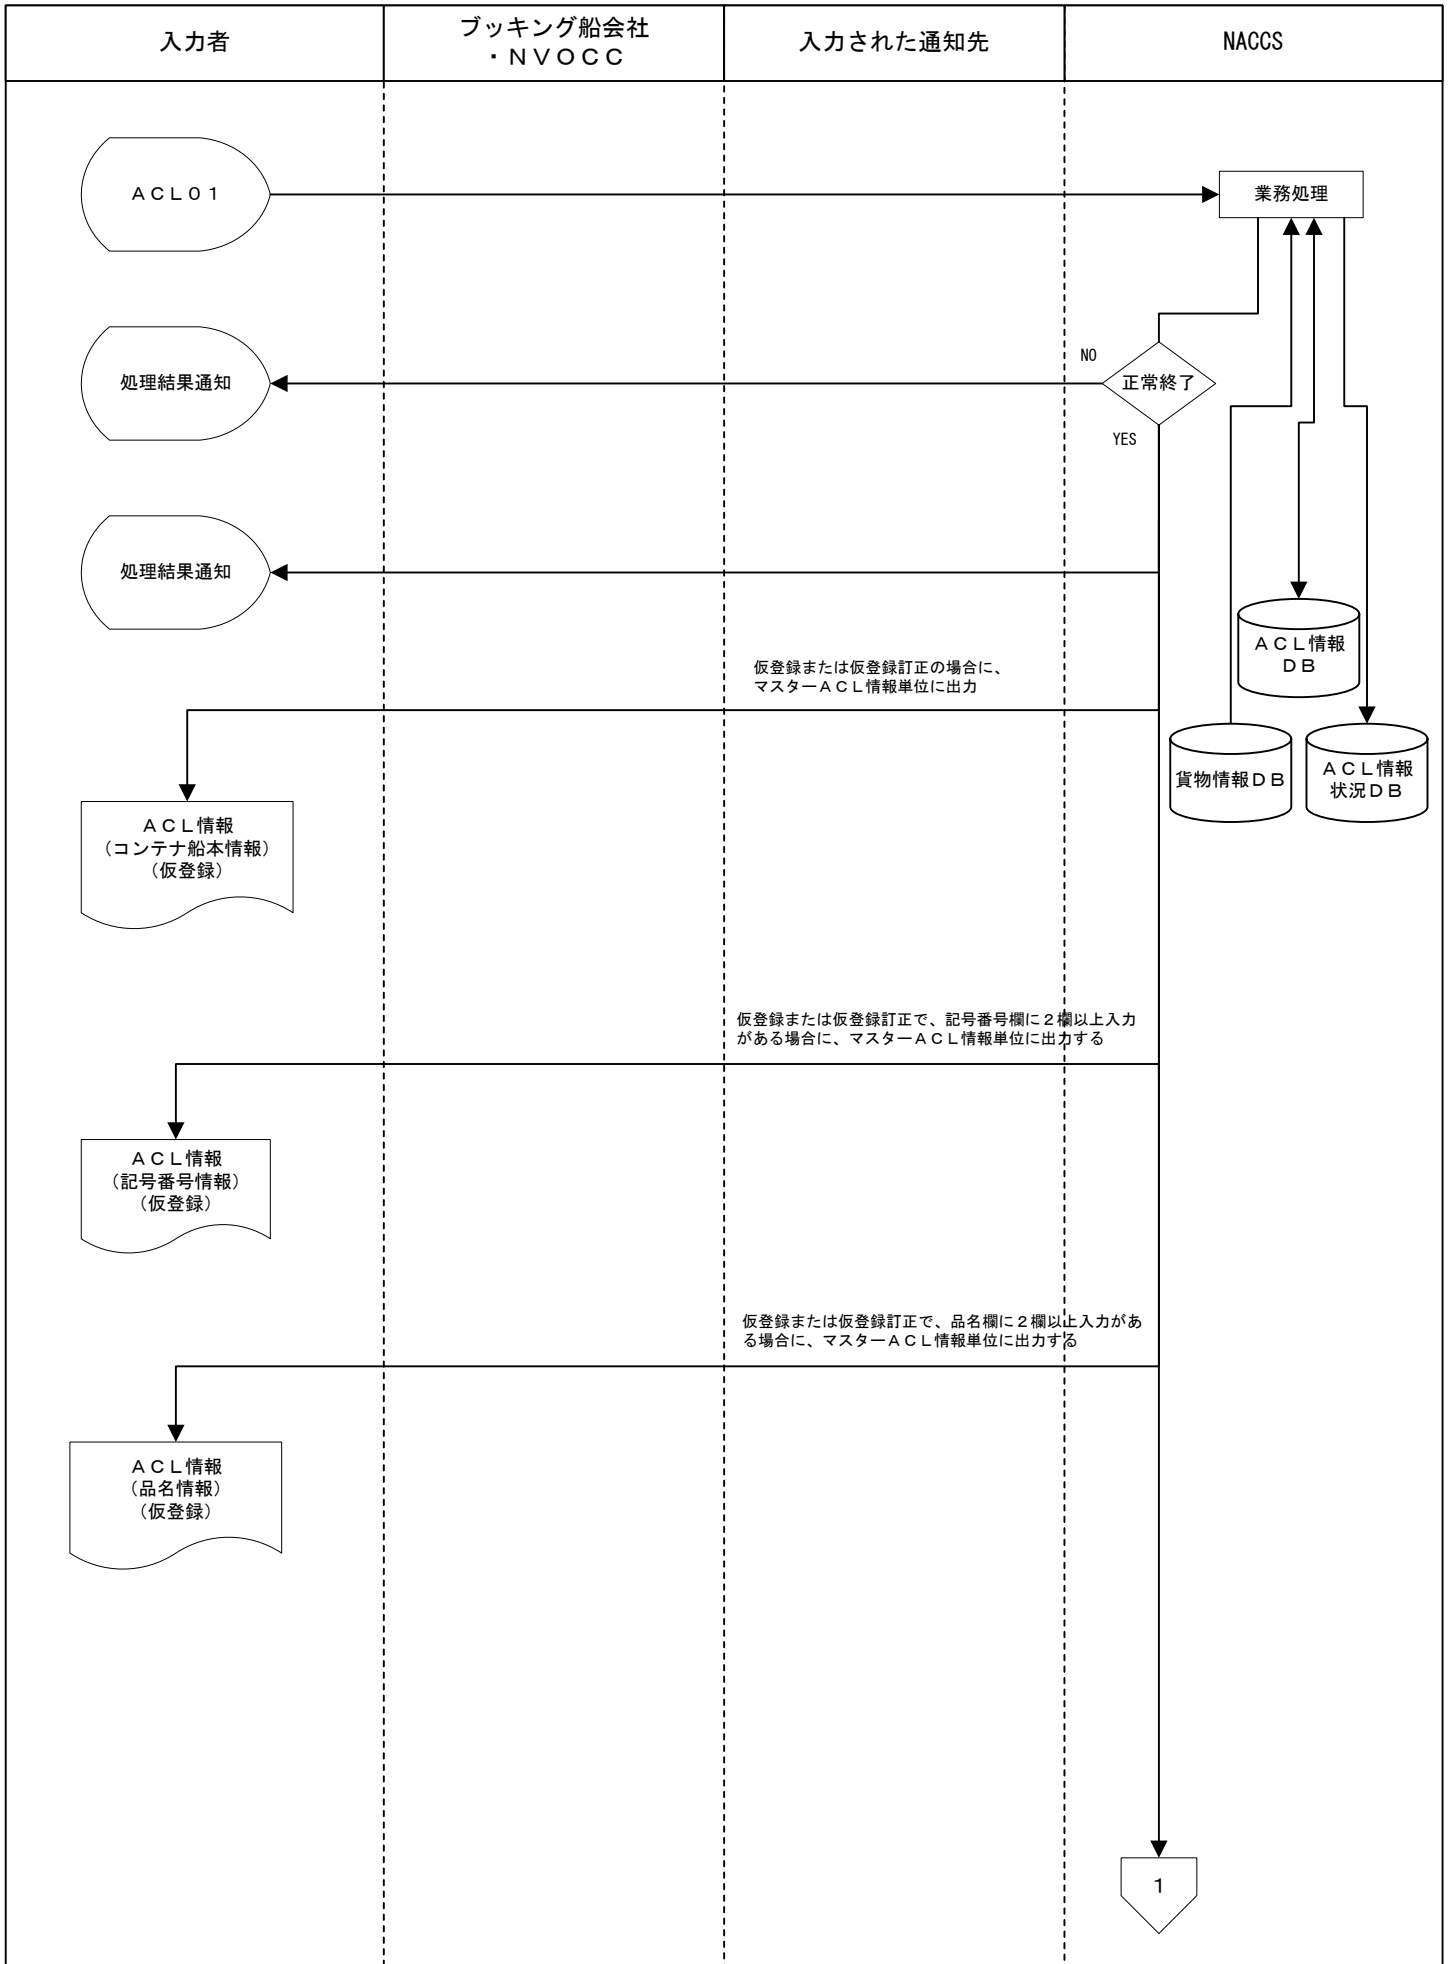 入力者
ブッキング船会社
・ＮＶＯＣＣ
入力された通知先
NACCS
ＡＣＬ０１
業務処理
処理結果通知
NO
正常終了
YES
処理結果通知
ＡＣＬ情報
ＤＢ
仮登録または仮登録訂正の場合に、
マスターＡＣＬ情報単位に出力
貨物情報ＤＢ
ＡＣＬ情報
状況ＤＢ
ＡＣＬ情報
（コンテナ船本情報）
（仮登録）
仮登録または仮登録訂正で、記号番号欄に２欄以上入力
がある場合に、マスターＡＣＬ情報単位に出力する
ＡＣＬ情報
（記号番号情報）
（仮登録）
仮登録または仮登録訂正で、品名欄に２欄以上入力があ
る場合に、マスターＡＣＬ情報単位に出力する
ＡＣＬ情報
（品名情報）
（仮登録）
１